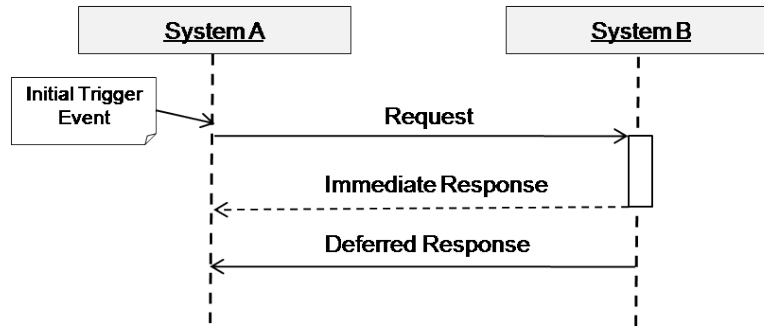 System A
System B
Initial Trigger
Event
Request
Immediate Response
Deferred Response